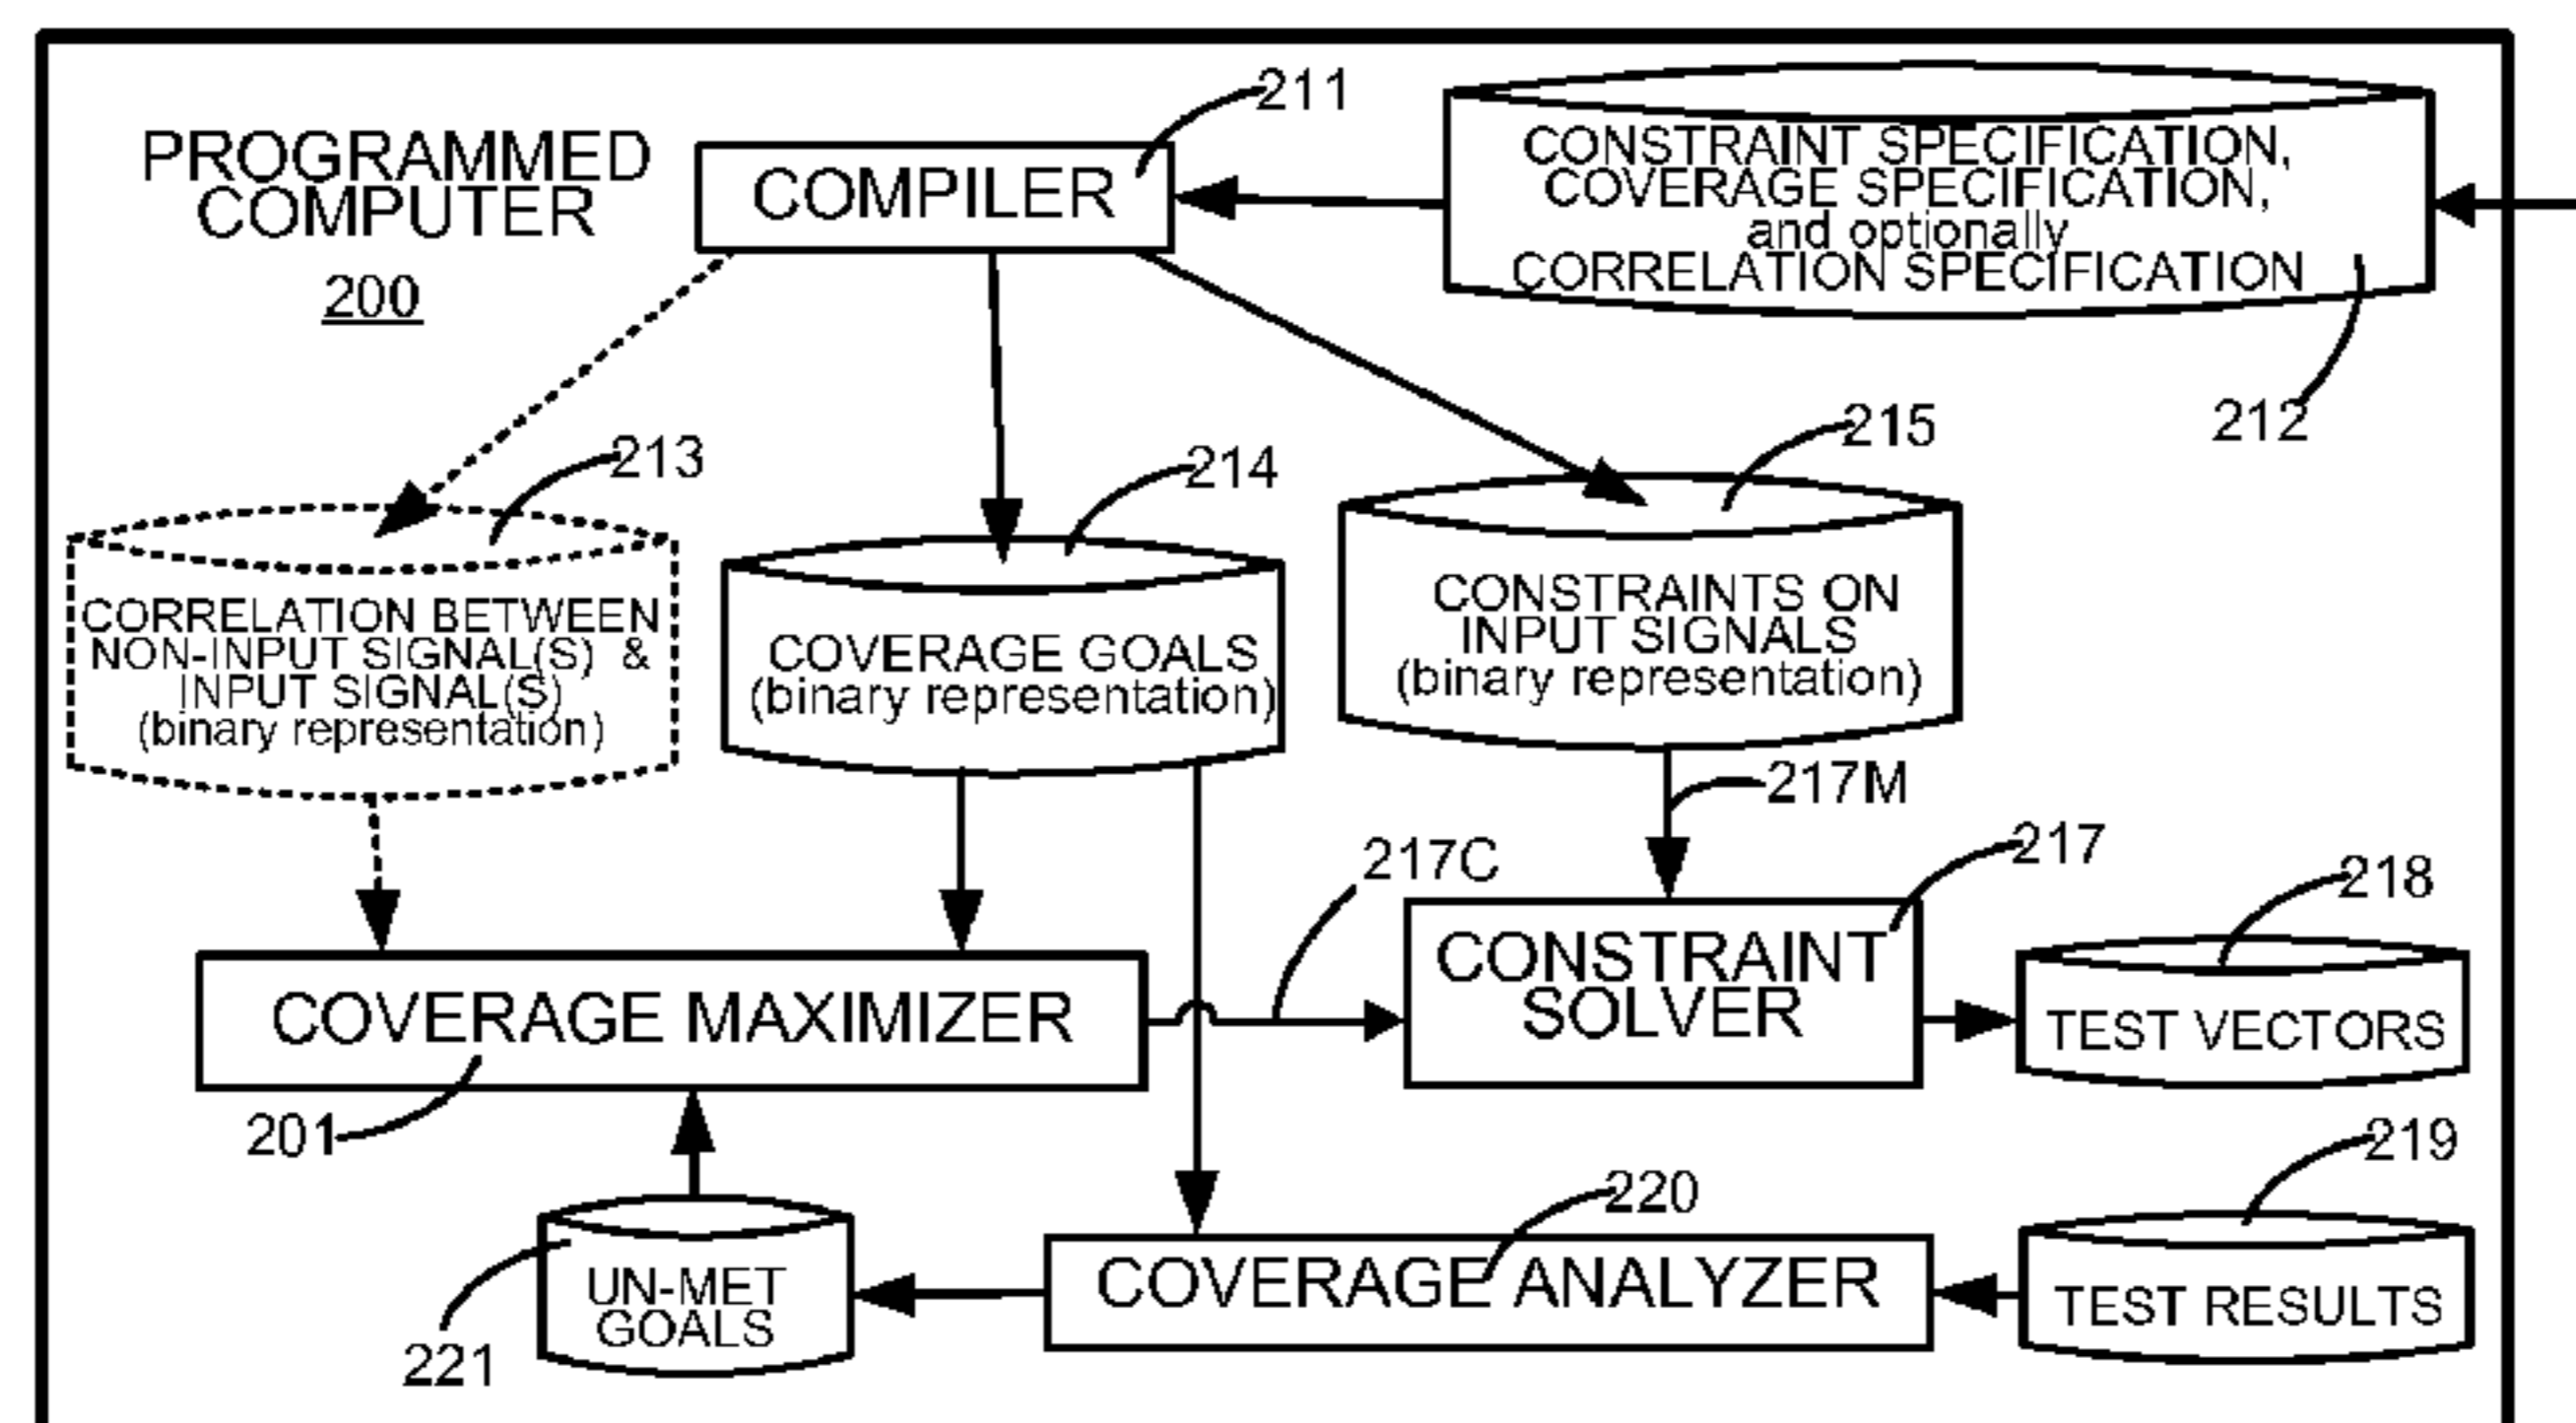 211
PROGRAMMED
COMPUTER
200
COMPILER
CONSTRAINT SPECIFICATION,
COVERAGE SPECIFICATION,
and optionally
CORRELATION SPECIFICATION
212
213
214
215
CORRELATION BETWEEN
NON-INPUT SIGNAL(S) &
INPUT SIGNAL(S)
(binary representation)
COVERAGE GOALS
(binary representation)
CONSTRAINTS ON
INPUT SIGNALS
(binary representation)
217M
217C
217
218
COVERAGE MAXIMIZER
CONSTRAINT
SOLVER
TEST VECTORS
201
219
220
221
UN-MET
GOALS
COVERAGE ANALYZER
TEST RESULTS